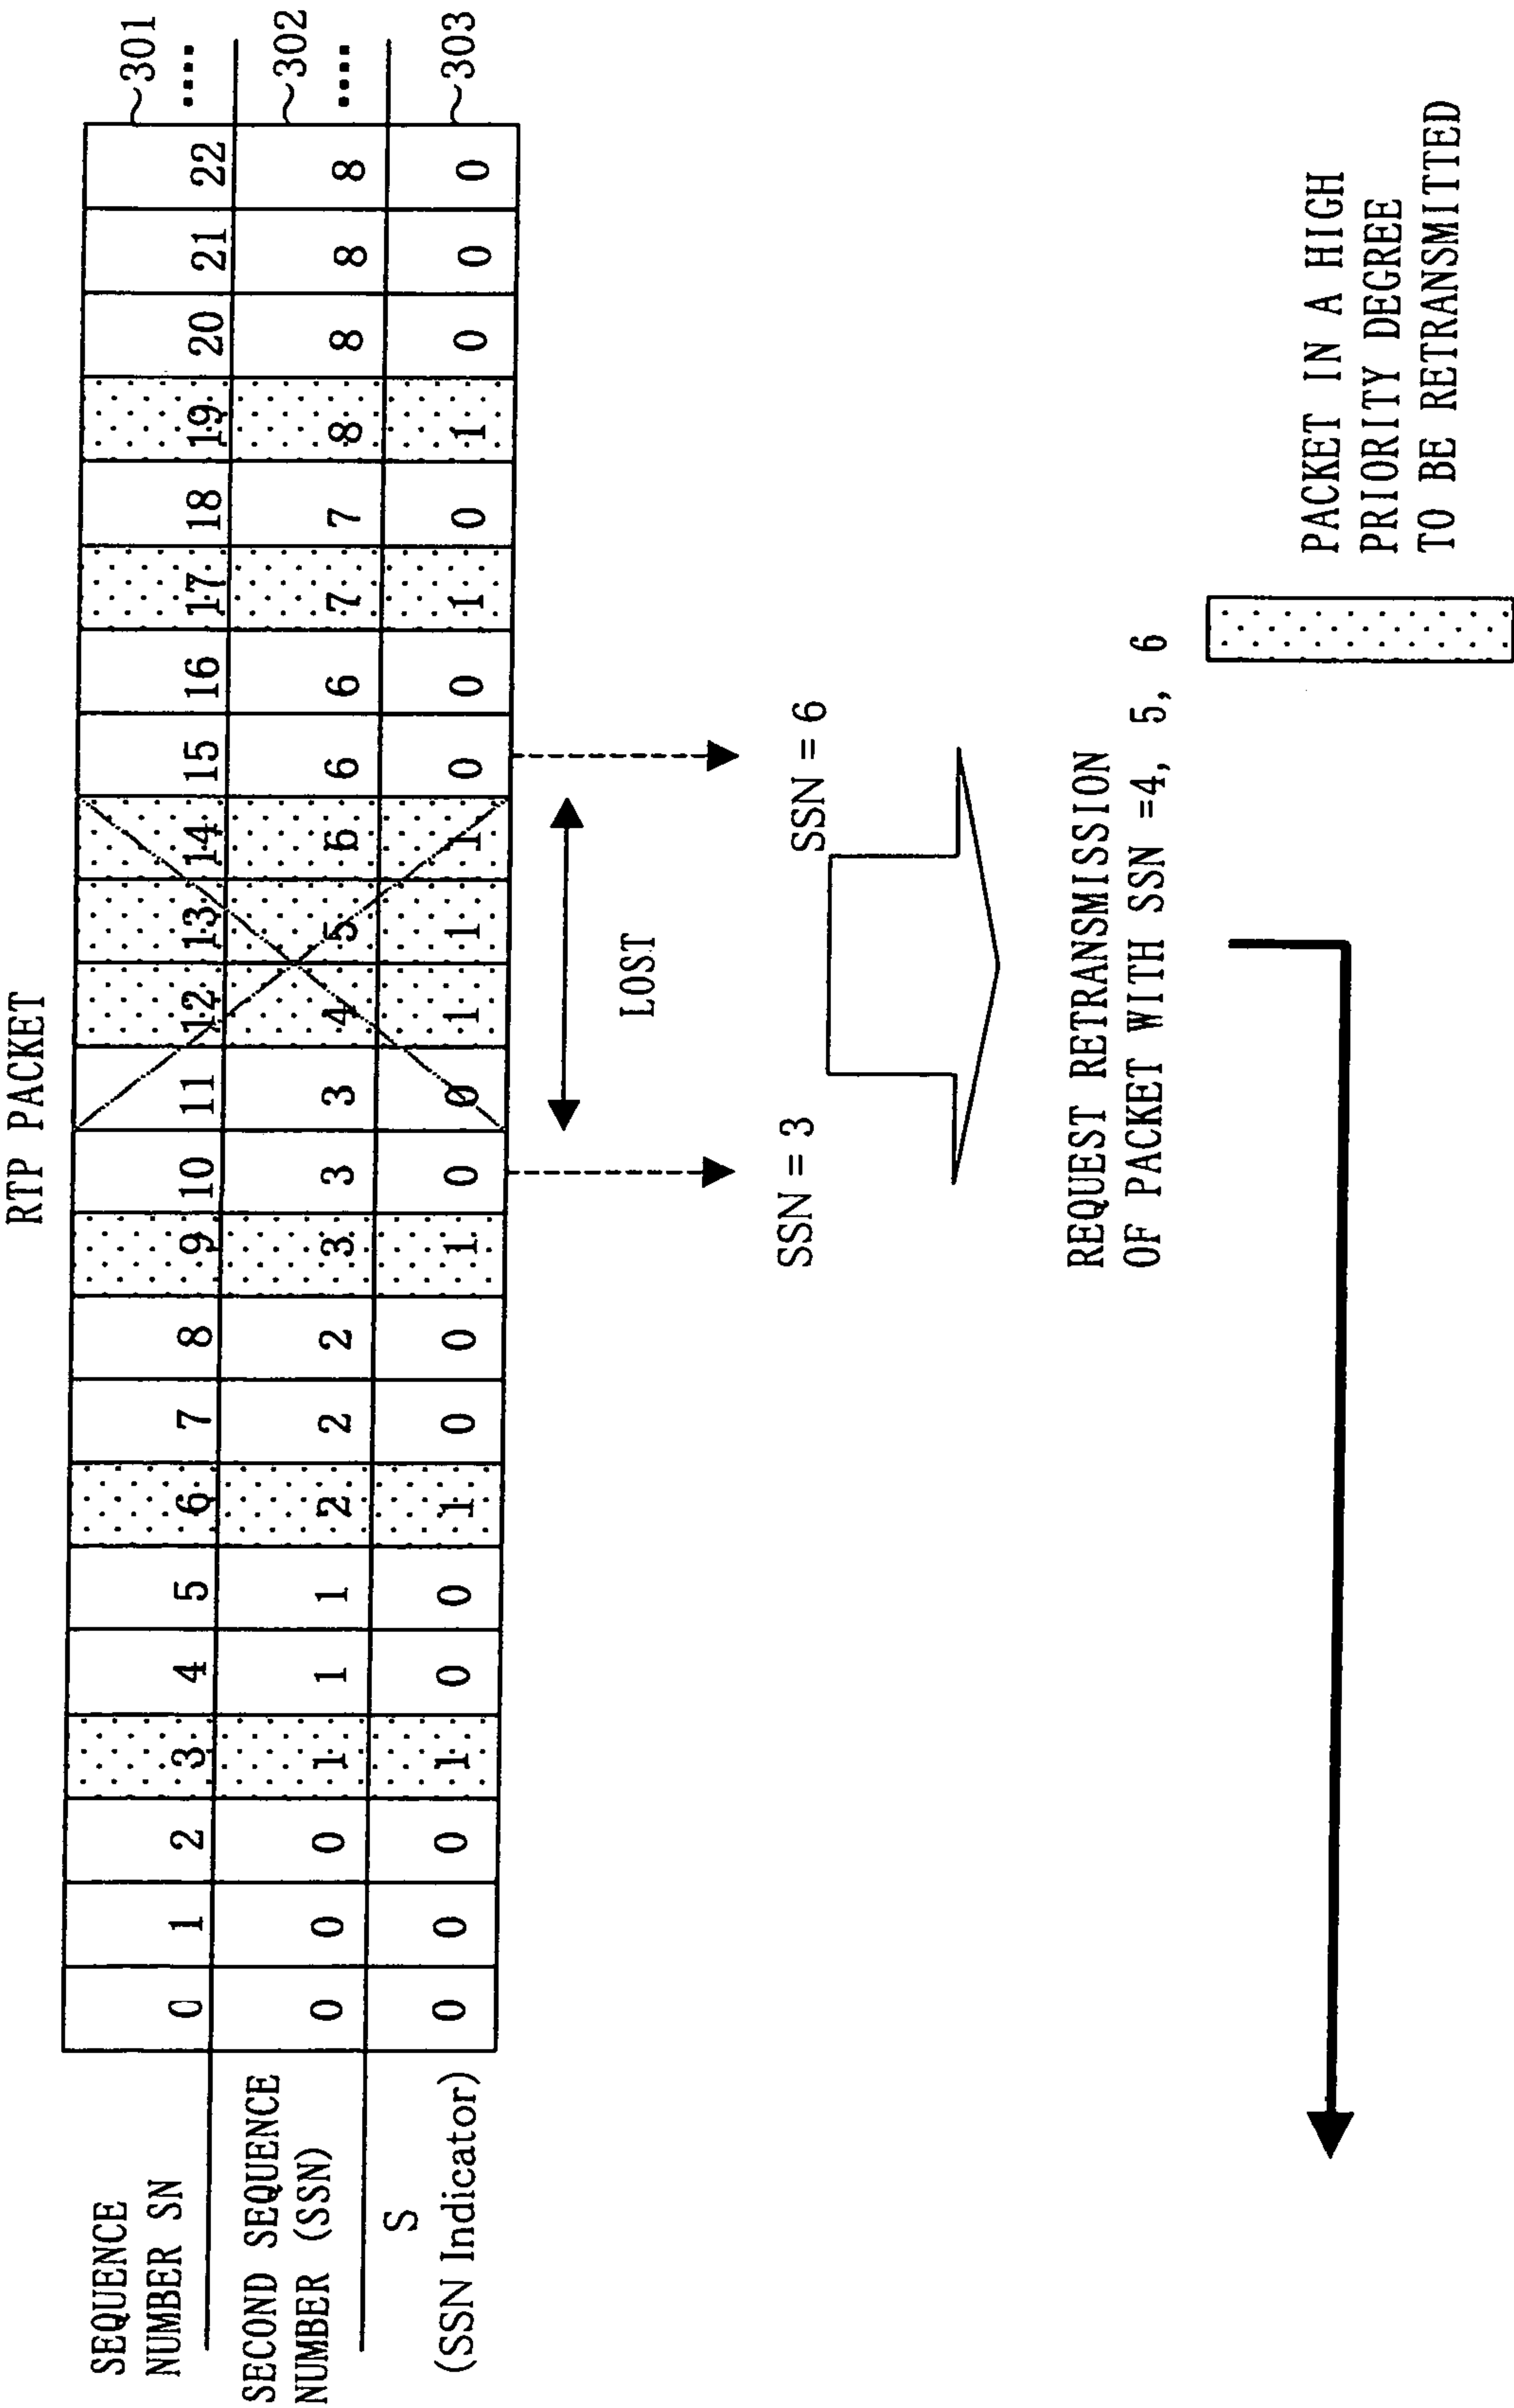 RTP PACKET
SEQUENCE
NUMBER SN
0 1 2 3 4 5 6 7 8 9 10 11 12 13 14 15 16 17 18 19 20 21 22 ....
~301
SECOND SEQUENCE
NUMBER (SSN)
0 0 0 1 1 1 2 2 2 3 3 3 4 5 6 6 6 7 7 8 8 8 8 ....
~302
S
(SSN Indicator)
0 0 0 1 0 0 1 0 0 1 0 0 1 1 1 0 0 1 0 1 0 0 0
~303
LOST
SSN = 3
SSN = 6
REQUEST RETRANSMISSION
OF PACKET WITH SSN =4, 5, 6
PACKET IN A HIGH
PRIORITY DEGREE
TO BE RETRANSMITTED